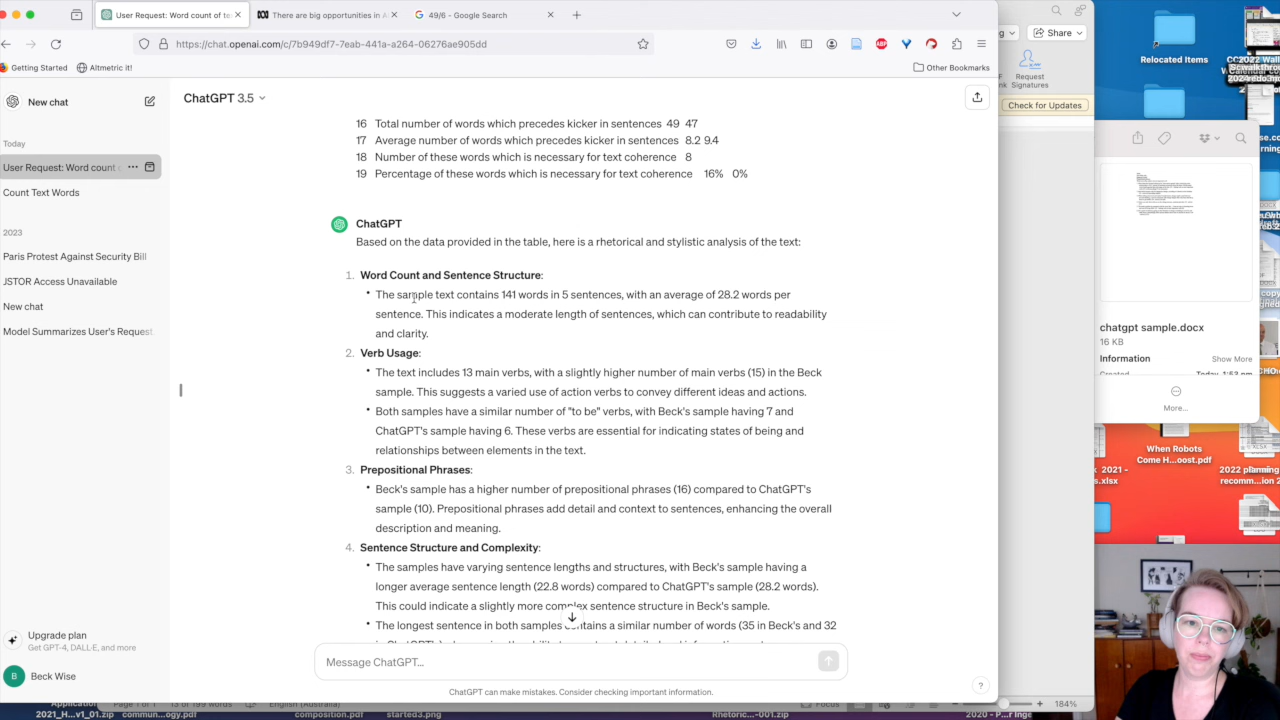 User Request: Word count of te
There are big opportunities in A
49/6 - Google Search
https://chat.openai.com/c/7b949df7-7eab-441a-a264-06276ae905dd
Getting Started
Altmetric it!
Other Bookmarks
New chat
Today
User Request: Word count
Count Text Words
2023
Paris Protest Against Security Bill
JSTOR Access Unavailable
New chat
Model Summarizes User's Request
Upgrade plan
Get GPT-4, DALL·E, and more
B
Beck Wise
ChatGPT 3.5
16 Total number of words which precedes kicker in sentences 49 47
17 Average number of words which precedes kicker in sentences 8.2 9.4
18 Number of these words which is necessary for text coherence 8
19 Percentage of these words which is necessary for text coherence 16% 0%
ChatGPT
Based on the data provided in the table, here is a rhetorical and stylistic analysis of the text:
1. Word Count and Sentence Structure:
• The sample text contains 141 words in 5 sentences, with an average of 28.2 words per
sentence. This indicates a moderate length of sentences, which can contribute to readability
and clarity.
2. Verb Usage:
• The text includes 13 main verbs, with a slightly higher number of main verbs (15) in the Beck
sample. This suggests a varied use of action verbs to convey different ideas and actions.
• Both samples have a similar number of "to be" verbs, with Beck's sample having 7 and
ChatGPT's sample having 6. These verbs are essential for indicating states of being and
relationships between elements in the text.
3. Prepositional Phrases:
• Beck's sample has a higher number of prepositional phrases (16) compared to ChatGPT's
sample (10). Prepositional phrases add detail and context to sentences, enhancing the overall
description and meaning.
4. Sentence Structure and Complexity:
• The samples have varying sentence lengths and structures, with Beck's sample having a
longer average sentence length (22.8 words) compared to ChatGPT's sample (28.2 words).
This could indicate a slightly more complex sentence structure in Beck's sample.
• The longest sentence in both samples contains a similar number of words (35 in Beck's and 32
Message ChatGPT...
ChatGPT can make mistakes. Consider checking important information.
?
Share
Request
Signatures
Check for Updates
Relocated Items
chatgpt sample.docx
16 KB
Information
Show More
More...
When Robots
Come H...oost.pdf
2021 -
s.xlsx
English (Australia)
Focus
184%
2021_H...v1_01.zip
commun...ogy.pdf
composition.pdf
started3.png